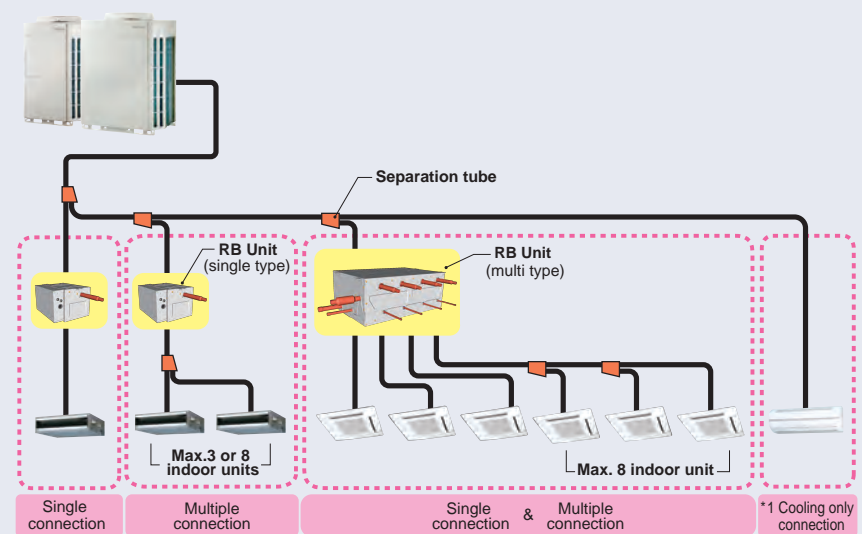 Separation tube
RB Unit
(single type)
RB Unit
(multi type)
Max.3 or 8
indoor units
Max. 8 indoor unit
Single
connection
Multiple
connection
Single
connection
&
Multiple
connection
*1 Cooling only
connection